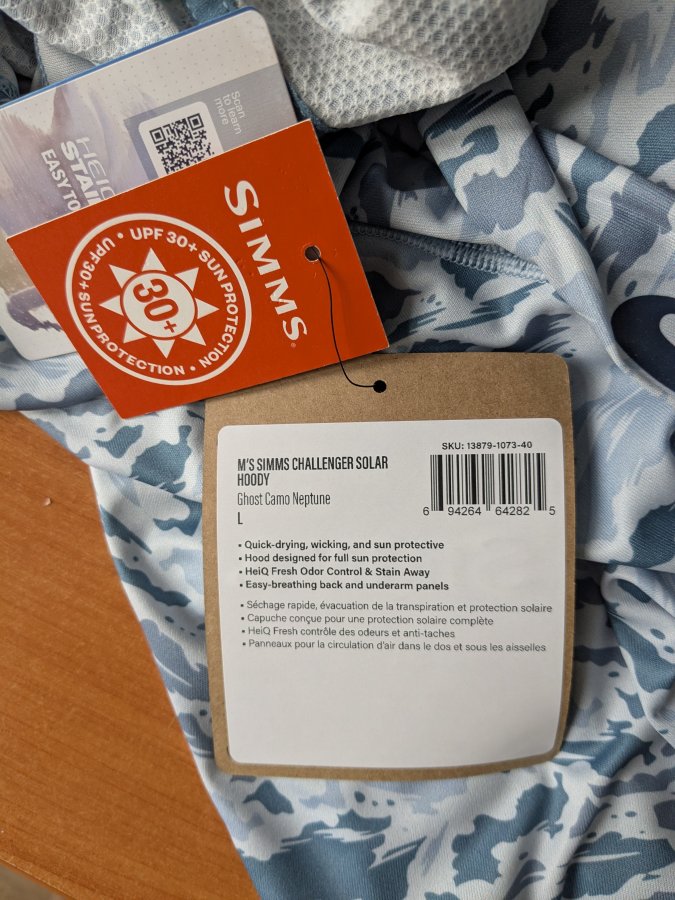 Scan
to learn
more
HEIQ
STAI
EASY TO
SIMMS®
UPF 30+ SUN PROTECTION •
UPF30+ SUN PROTECTION •
30+
M'S SIMMS CHALLENGER SOLAR
HOODY
Ghost Camo Neptune
L
SKU: 13879-1073-40
6 94264 64282 5
• Quick-drying, wicking, and sun protective
• Hood designed for full sun protection
• HeiQ Fresh Odor Control & Stain Away
• Easy-breathing back and underarm panels
• Séchage rapide, évacuation de la transpiration et protection solaire
• Capuche conçue pour une protection solaire complète
• HeiQ Fresh contrôle des odeurs et anti-taches
• Panneaux pour la circulation d'air dans le dos et sous les aisselles